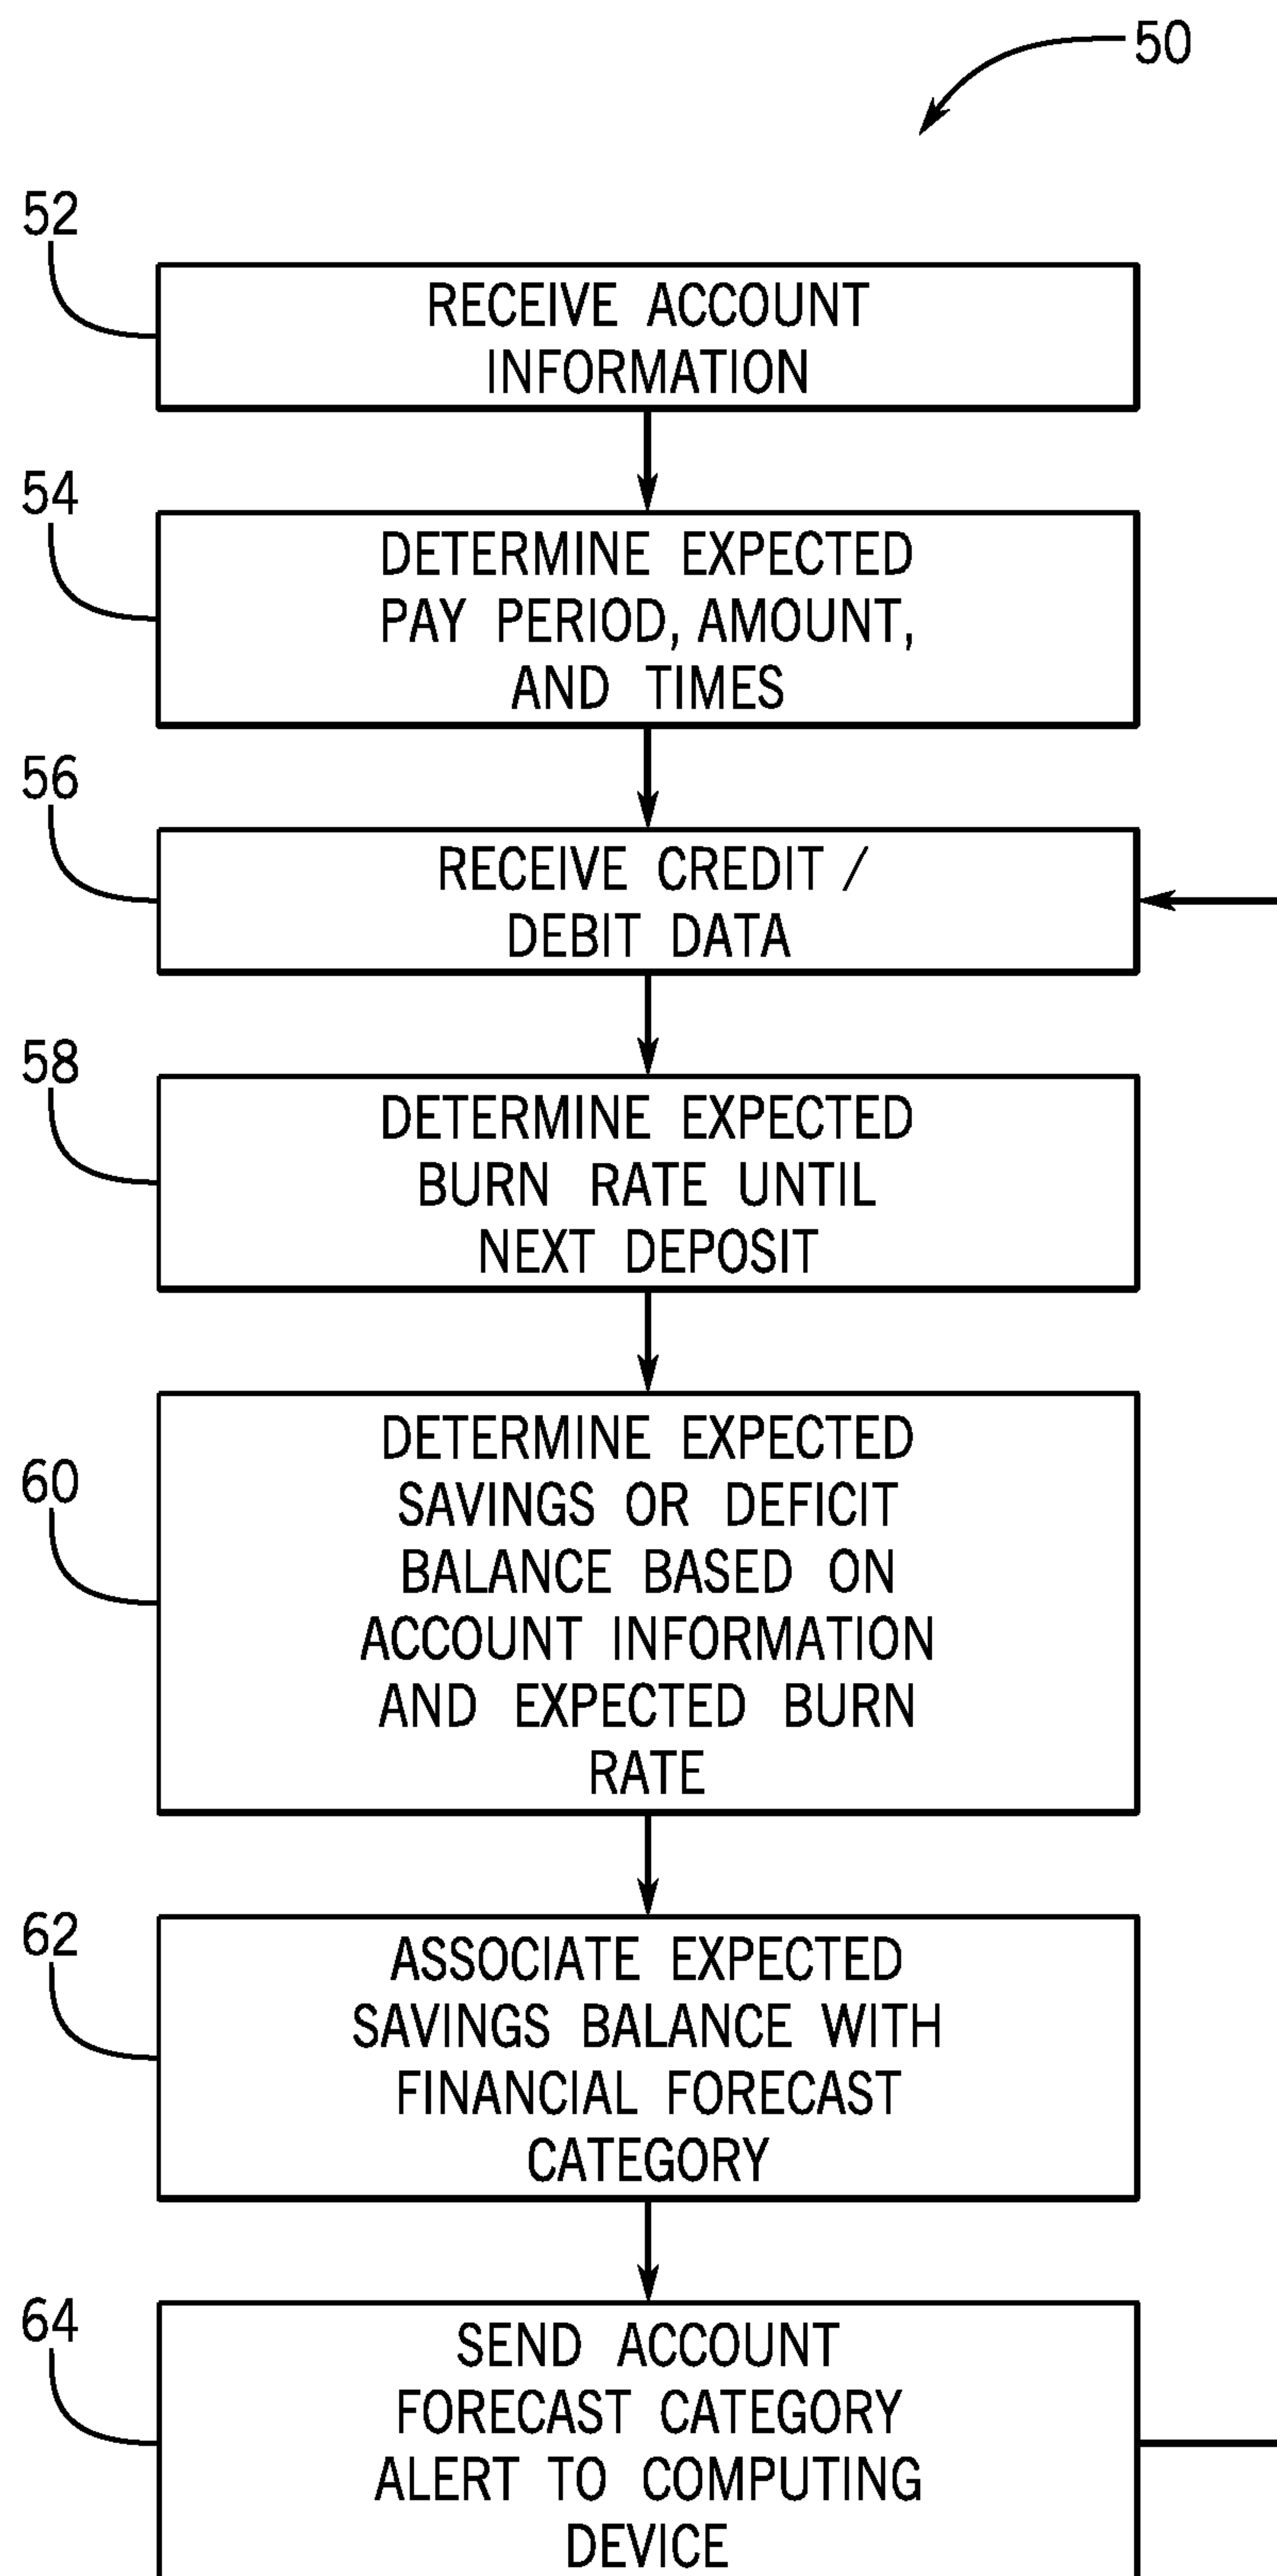 50
52
RECEIVE ACCOUNT
INFORMATION
54
DETERMINE EXPECTED
PAY PERIOD, AMOUNT,
AND TIMES
56
RECEIVE CREDIT /
DEBIT DATA
58
DETERMINE EXPECTED
BURN RATE UNTIL
NEXT DEPOSIT
60
DETERMINE EXPECTED
SAVINGS OR DEFICIT
BALANCE BASED ON
ACCOUNT INFORMATION
AND EXPECTED BURN
RATE
62
ASSOCIATE EXPECTED
SAVINGS BALANCE WITH
FINANCIAL FORECAST
CATEGORY
64
SEND ACCOUNT
FORECAST CATEGORY
ALERT TO COMPUTING
DEVICE